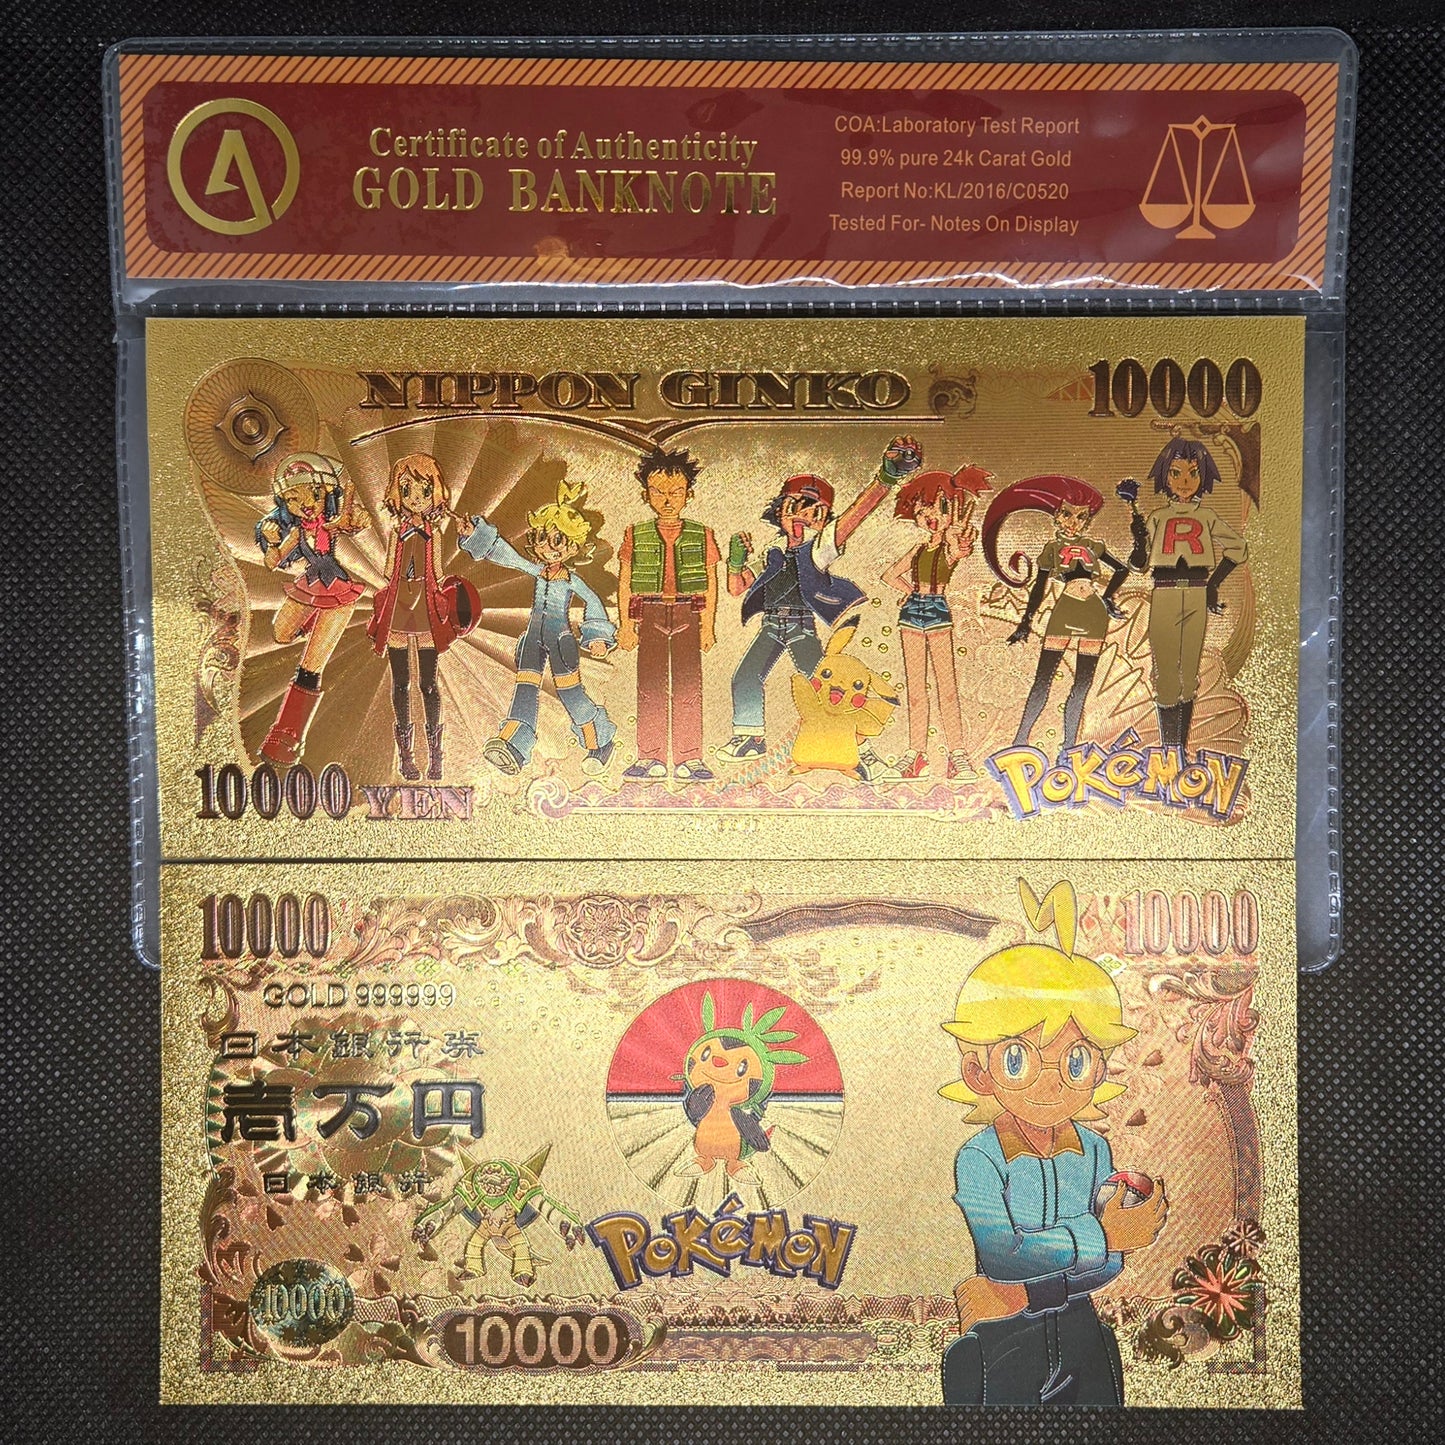 Certificate of Authenticity
GOLD BANKNOTE
COA:Laboratory Test Report
99.9% pure 24k Carat Gold
Report No:KL/2016/C0520
Tested For- Notes On Display
NIPPON GINKO
10000
R
R
10000 YEN
POKéMON
10000
10000
GOLD 999999
日本銀行券
壱万円
日本銀行
POKéMON
10000
10000